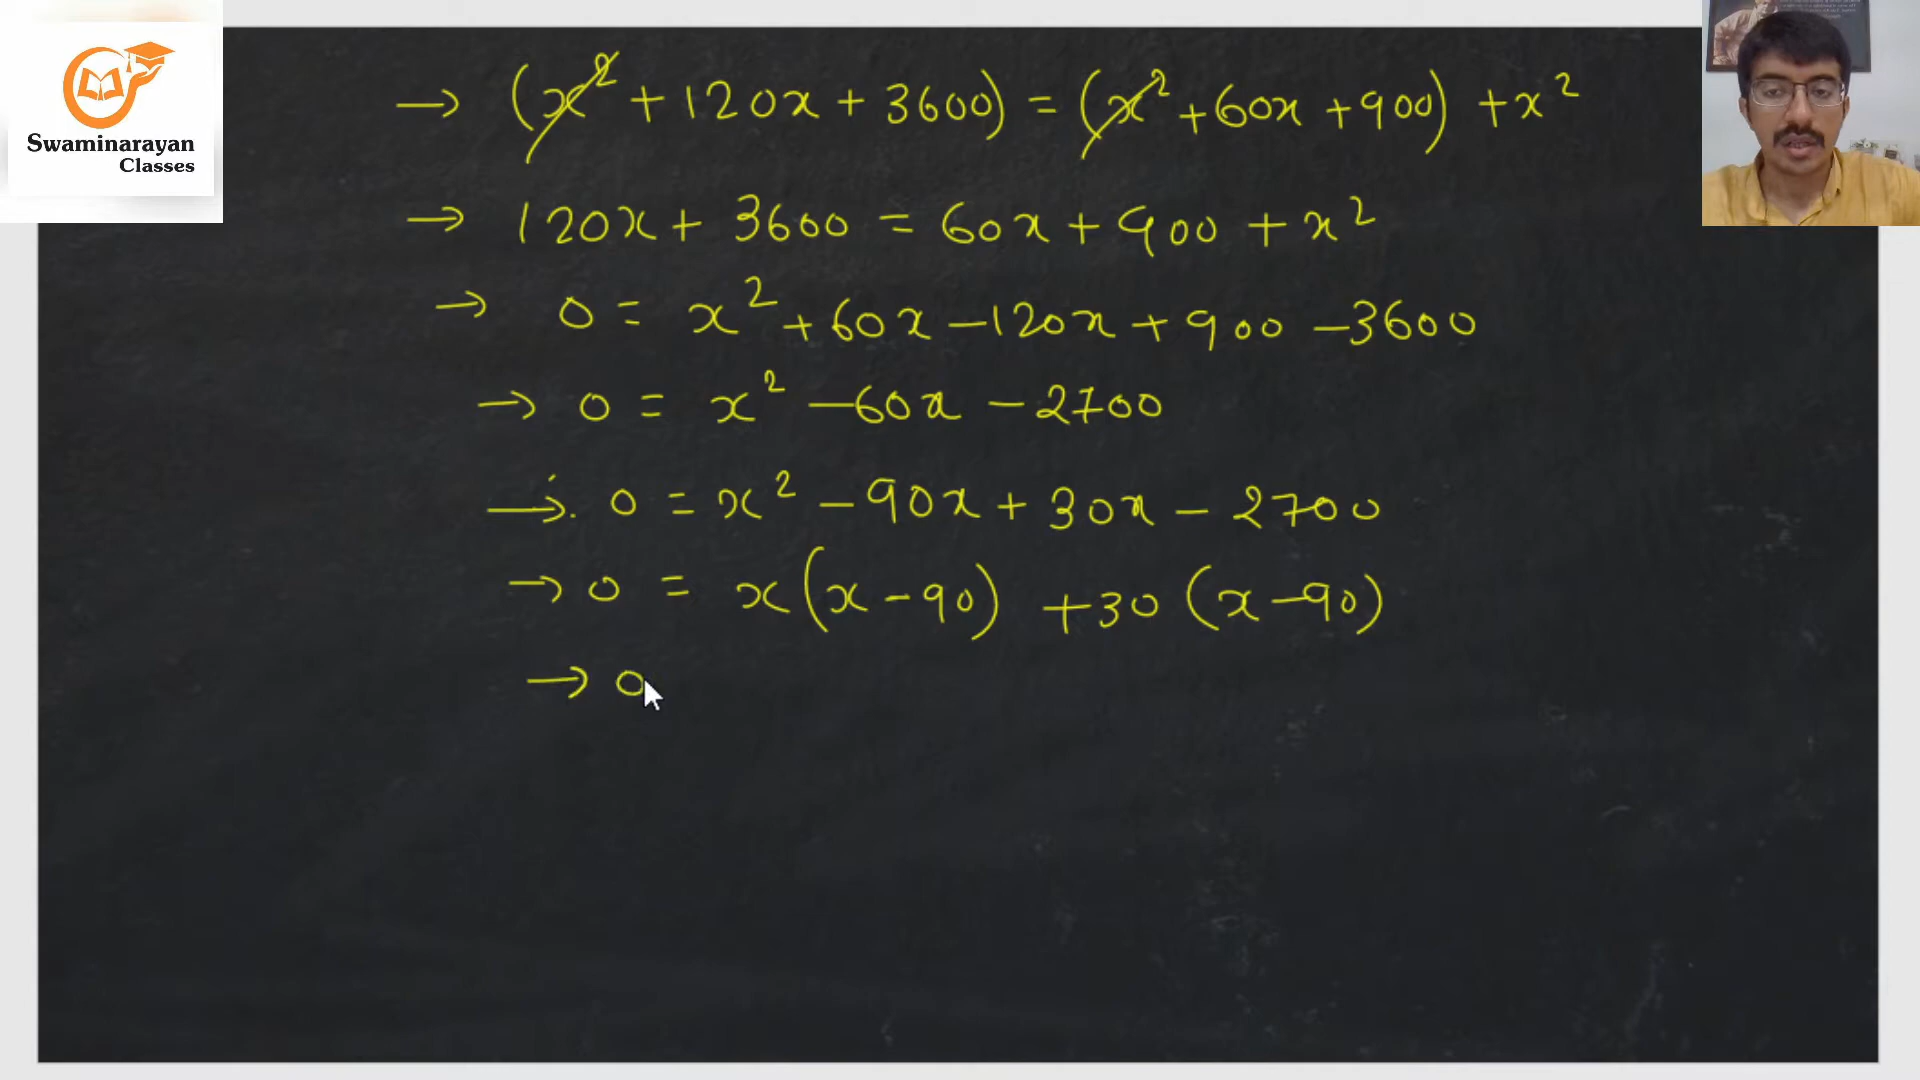 Swaminarayan
Classes
→ (x² + 120x + 3600) = (x² + 60x + 900) + x²
→ 120x + 3600 = 60x + 900 + x²
→ 0 = x² + 60x - 120x + 900 - 3600
→ 0 = x² - 60x - 2700
→ 0 = x² - 90x + 30x - 2700
→ 0 = x(x - 90) + 30(x - 90)
→ 0